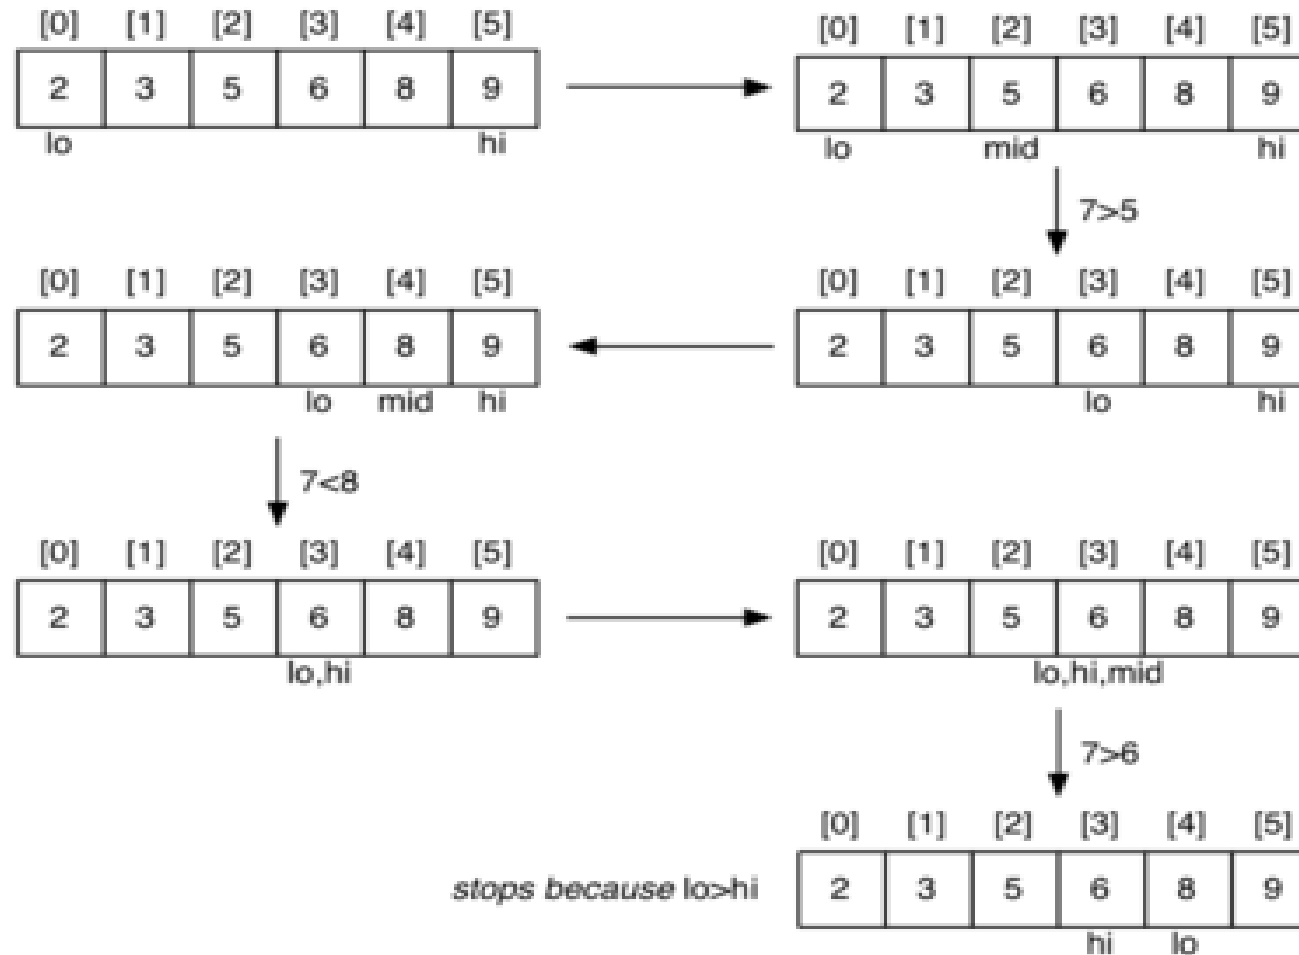 [0] [1] [2] [3] [4] [5]
2 3 5 6 8 9
lo hi
[0] [1] [2] [3] [4] [5]
2 3 5 6 8 9
lo mid hi
7>5
[0] [1] [2] [3] [4] [5]
2 3 5 6 8 9
lo hi
[0] [1] [2] [3] [4] [5]
2 3 5 6 8 9
lo mid hi
7<8
[0] [1] [2] [3] [4] [5]
2 3 5 6 8 9
lo,hi
[0] [1] [2] [3] [4] [5]
2 3 5 6 8 9
lo,hi,mid
7>6
[0] [1] [2] [3] [4] [5]
2 3 5 6 8 9
hi lo
stops because lo>hi